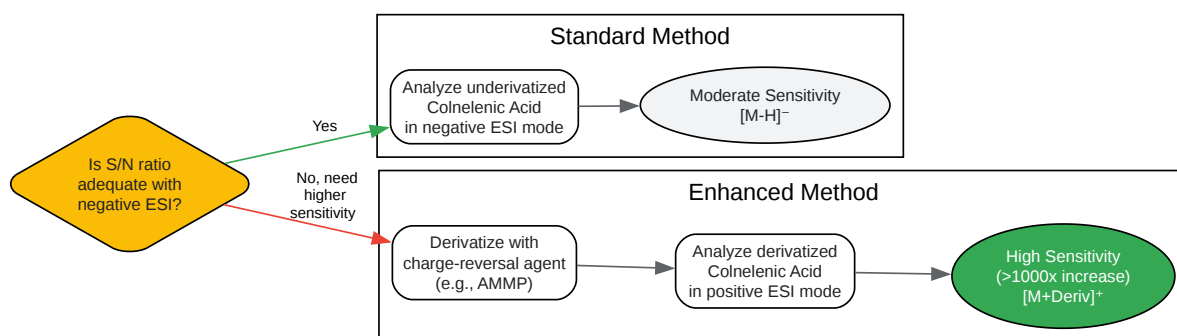 Standard Method
Analyze underivatized
Colnelenic Acid
in negative ESI mode
Moderate Sensitivity
[M-H]⁻
Yes
Is S/N ratio
adequate with
negative ESI?
No, need
higher
sensitivity
Enhanced Method
Derivatize with
charge-reversal agent
(e.g., AMMP)
Analyze derivatized
Colnelenic Acid
in positive ESI mode
High Sensitivity
(>1000x increase)
[M+Deriv]⁺